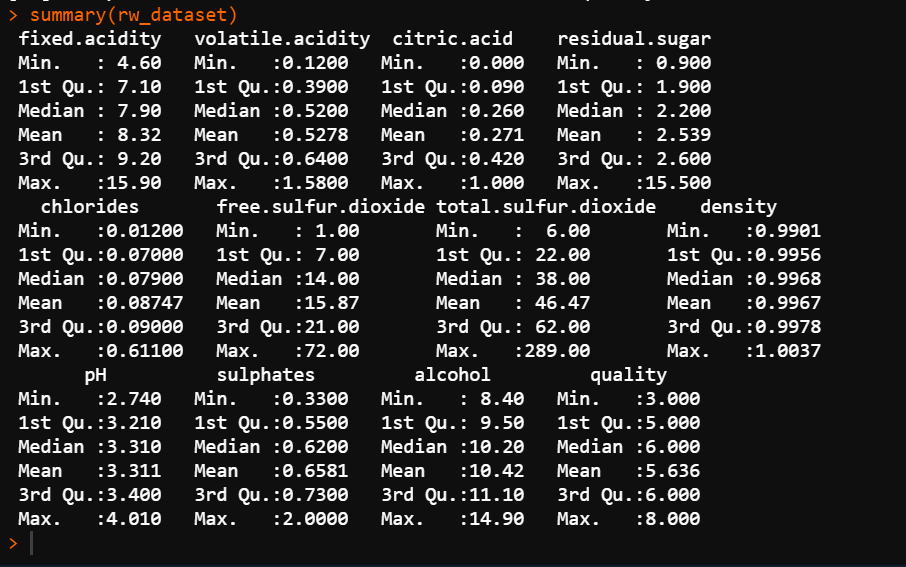 > summary(rw_dataset)
 fixed.acidity   volatile.acidity  citric.acid    residual.sugar
 Min.   : 4.60   Min.   :0.1200   Min.   :0.000   Min.   : 0.900
 1st Qu.: 7.10   1st Qu.:0.3900   1st Qu.:0.090   1st Qu.: 1.900
 Median : 7.90   Median :0.5200   Median :0.260   Median : 2.200
 Mean   : 8.32   Mean   :0.5278   Mean   :0.271   Mean   : 2.539
 3rd Qu.: 9.20   3rd Qu.:0.6400   3rd Qu.:0.420   3rd Qu.: 2.600
 Max.   :15.90   Max.   :1.5800   Max.   :1.000   Max.   :15.500
   chlorides       free.sulfur.dioxide total.sulfur.dioxide    density
 Min.   :0.01200   Min.   : 1.00       Min.   :  6.00       Min.   :0.9901
 1st Qu.:0.07000   1st Qu.: 7.00       1st Qu.: 22.00       1st Qu.:0.9956
 Median :0.07900   Median :14.00       Median : 38.00       Median :0.9968
 Mean   :0.08747   Mean   :15.87       Mean   : 46.47       Mean   :0.9967
 3rd Qu.:0.09000   3rd Qu.:21.00       3rd Qu.: 62.00       3rd Qu.:0.9978
 Max.   :0.61100   Max.   :72.00       Max.   :289.00       Max.   :1.0037
       pH          sulphates         alcohol         quality
 Min.   :2.740   Min.   :0.3300   Min.   : 8.40   Min.   :3.000
 1st Qu.:3.210   1st Qu.:0.5500   1st Qu.: 9.50   1st Qu.:5.000
 Median :3.310   Median :0.6200   Median :10.20   Median :6.000
 Mean   :3.311   Mean   :0.6581   Mean   :10.42   Mean   :5.636
 3rd Qu.:3.400   3rd Qu.:0.7300   3rd Qu.:11.10   3rd Qu.:6.000
 Max.   :4.010   Max.   :2.0000   Max.   :14.90   Max.   :8.000
>